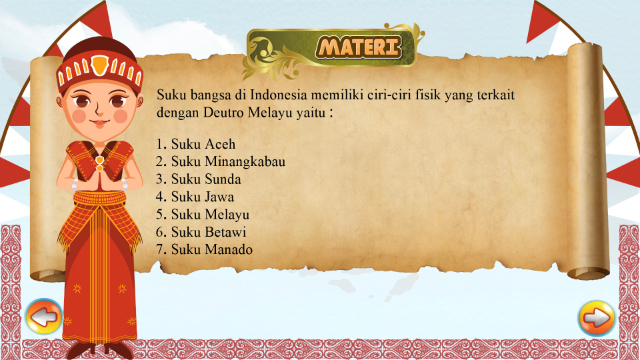 MATERI
Suku bangsa di Indonesia memiliki ciri-ciri fisik yang terkait
dengan Deutro Melayu yaitu :
1. Suku Aceh
2. Suku Minangkabau
3. Suku Sunda
4. Suku Jawa
5. Suku Melayu
6. Suku Betawi
7. Suku Manado